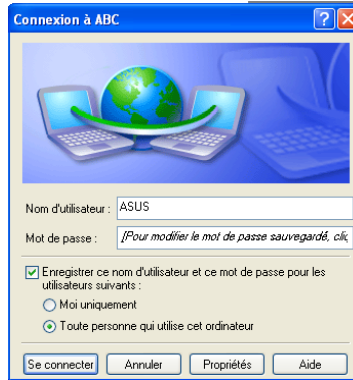 Connexion à ABC
Nom d'utilisateur : ASUS
Mot de passe : [Pour modifier le mot de passe sauvegardé, clic
Enregistrer ce nom d'utilisateur et ce mot de passe pour les
utilisateurs suivants :
Moi uniquement
Toute personne qui utilise cet ordinateur
Se connecter Annuler Propriétés Aide